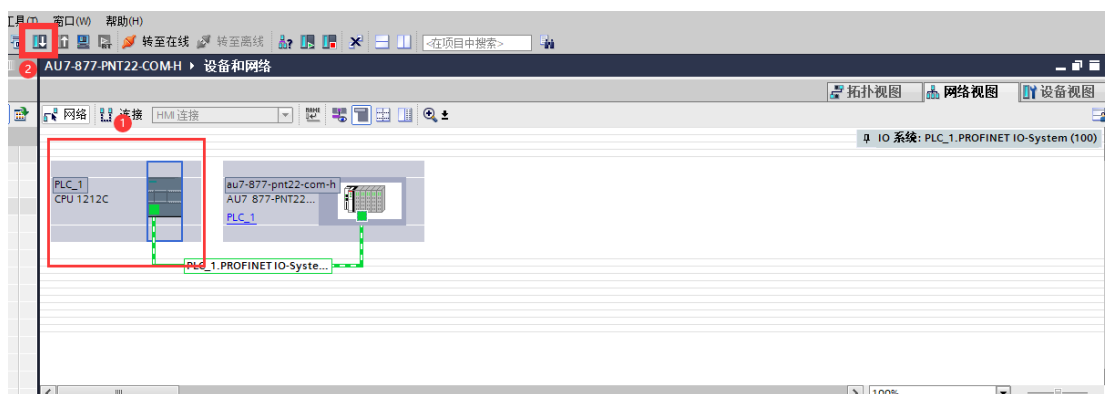 工具(T) 窗口(W) 帮助(H)
转至在线 转至离线 <在项目中搜索>
2 AU7-877-PNT22-COM-H ▸ 设备和网络
拓扑视图 网络视图 设备视图
网络 连接 HMI 连接
1
IO 系统: PLC_1.PROFINET IO-System (100)
PLC_1
CPU 1212C
au7-877-pnt22-com-h
AU7 877-PNT22...
PLC_1
PLC_1.PROFINET IO-Syste...
100%